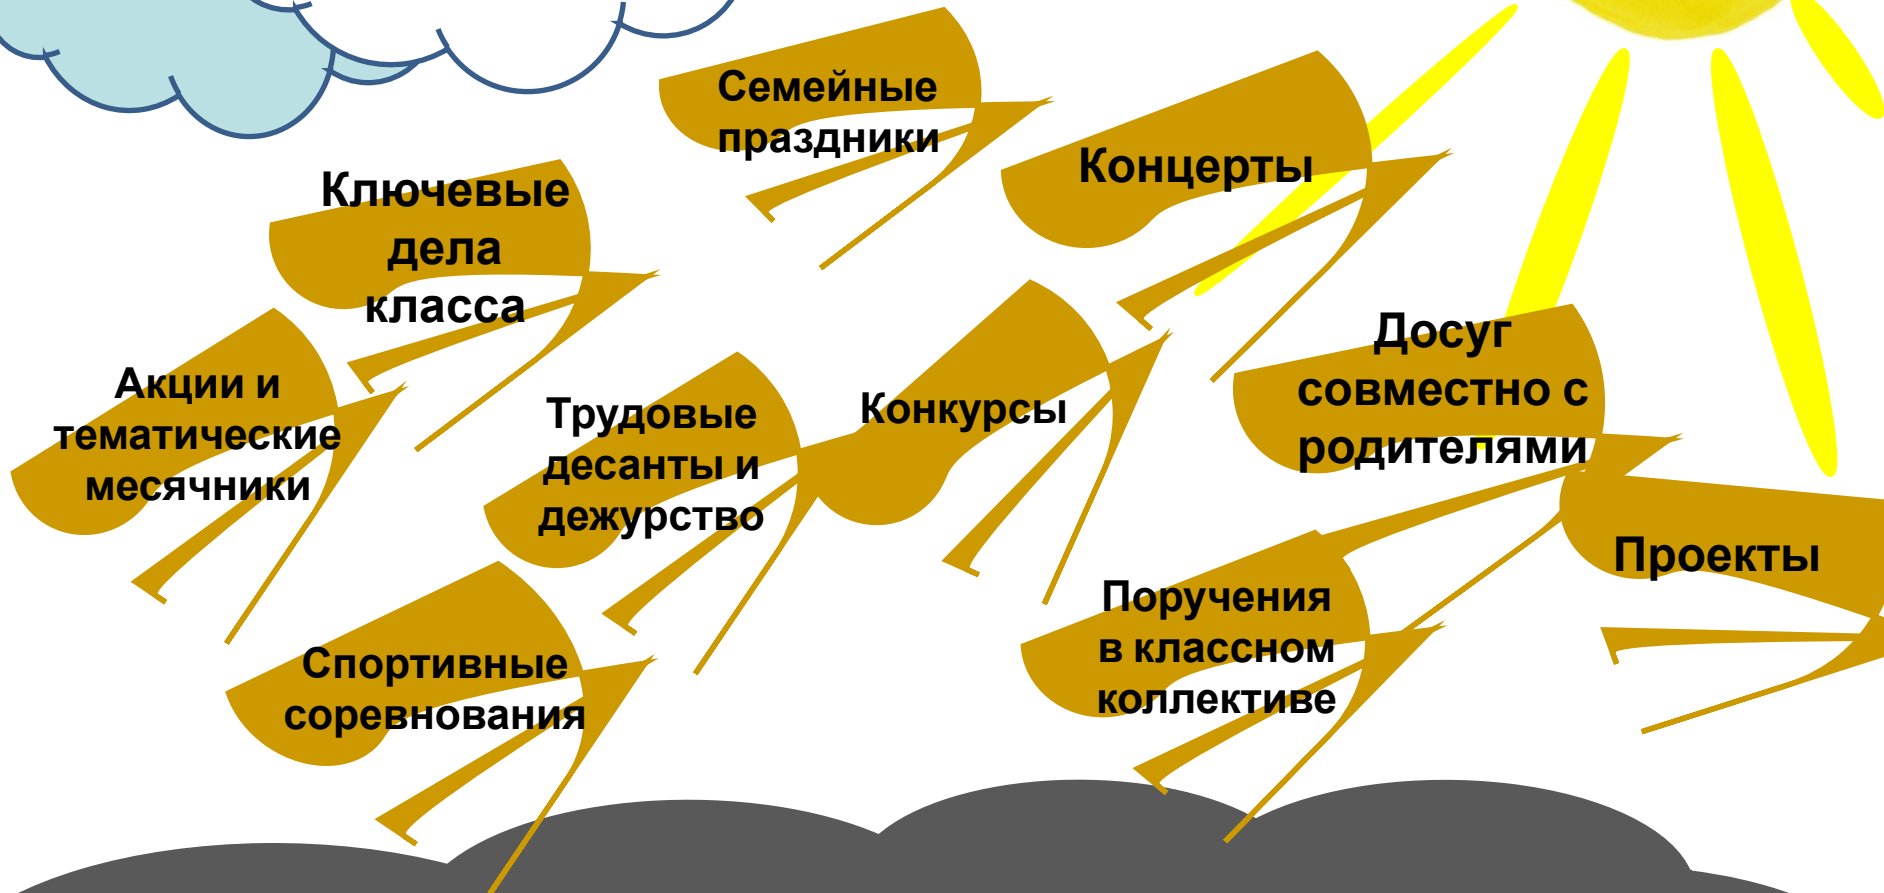 Семейные
праздники
Концерты
Ключевые
дела
класса
Досуг
совместно с
родителями
Акции и
тематические
месячники
Трудовые
десанты и
дежурство
Конкурсы
Проекты
Поручения
в классном
коллективе
Спортивные
соревнования